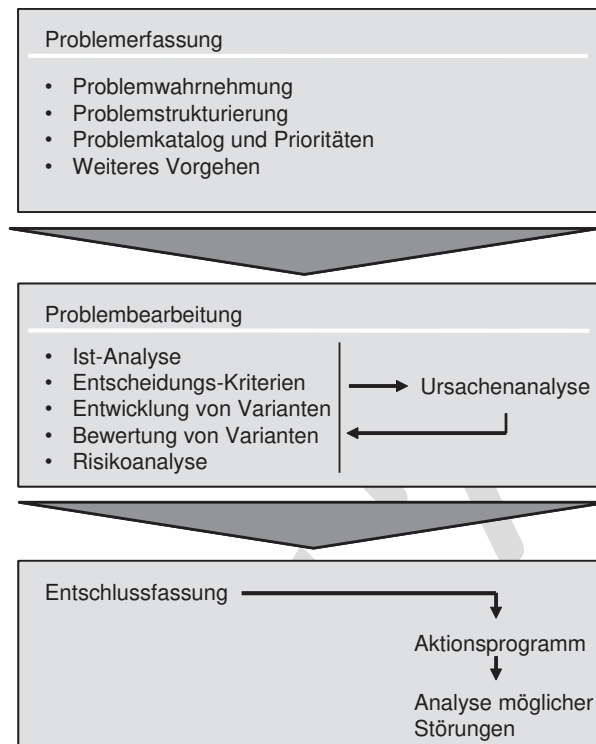 Problemerfassung
• Problemwahrnehmung
• Problemstrukturierung
• Problemkatalog und Prioritäten
• Weiteres Vorgehen
Problembearbeitung
• Ist-Analyse
• Entscheidungs-Kriterien
• Entwicklung von Varianten
• Bewertung von Varianten
• Risikoanalyse
Ursachenanalyse
Entschlussfassung
Aktionsprogramm
Analyse möglicher
Störungen